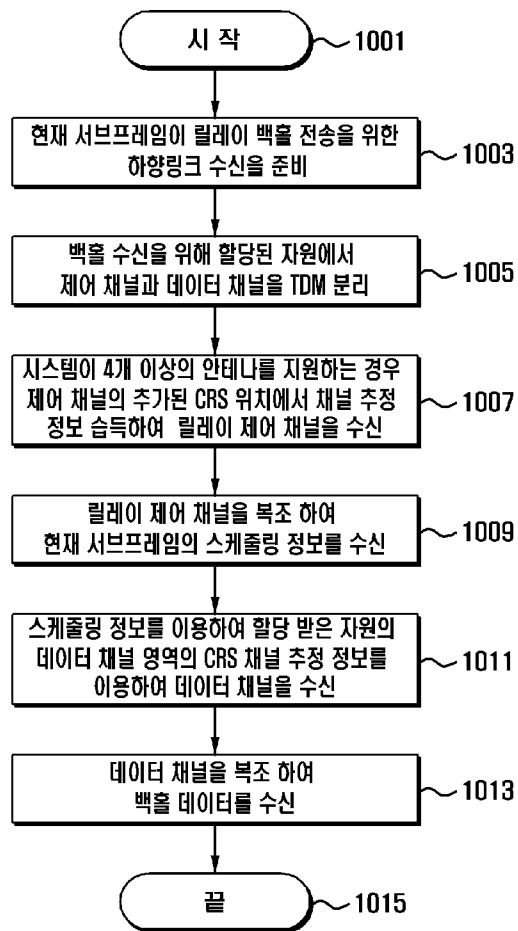 시 작
1001
현재 서브프레임이 릴레이 백홀 전송을 위한
하향링크 수신을 준비
1003
백홀 수신을 위해 할당된 자원에서
제어 채널과 데이터 채널을 TDM 분리
1005
시스템이 4개 이상의 안테나를 지원하는 경우
제어 채널의 추가된 CRS 위치에서 채널 추정
정보 습득하여 릴레이 제어 채널을 수신
1007
릴레이 제어 채널을 복조 하여
현재 서브프레임의 스케줄링 정보를 수신
1009
스케줄링 정보를 이용하여 할당 받은 자원의
데이터 채널 영역의 CRS 채널 추정 정보를
이용하여 데이터 채널을 수신
1011
데이터 채널을 복조 하여
백홀 데이터를 수신
1013
끝
1015